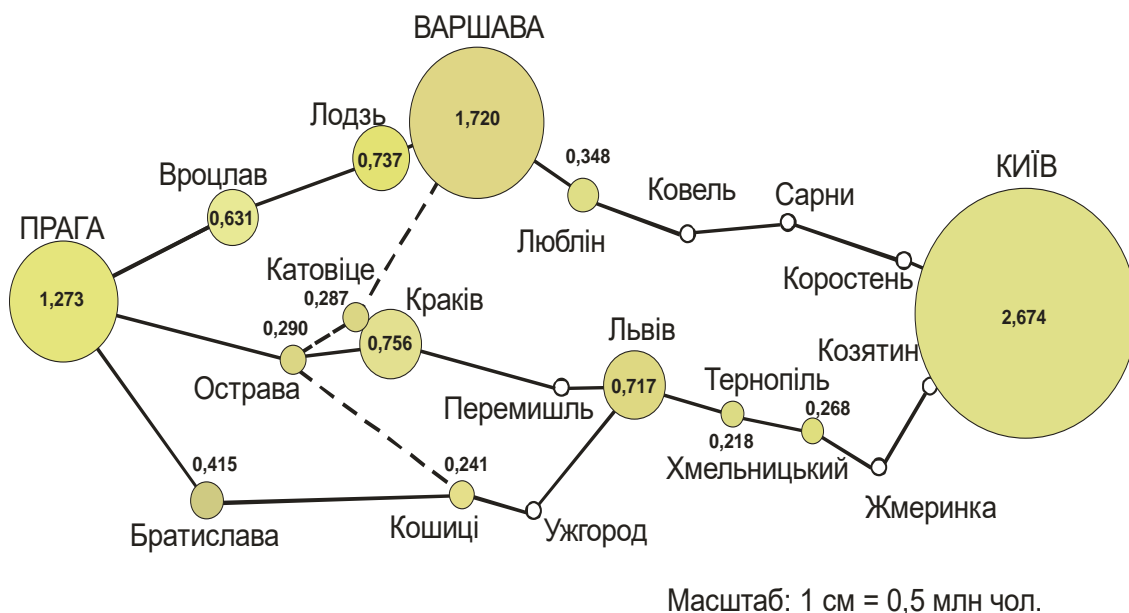 ВАРШАВА
1,720
Лодзь
0,737
0,348
Вроцлав
0,631
Ковель
Сарни
КИЇВ
ПРАГА
Люблін
Катовіце
Коростень
1,273
0,287
Краків
2,674
0,290
0,756
Львів
Козятин
Острава
Перемишль
0,717
Тернопіль
0,268
0,218
0,415
0,241
Хмельницький
Братислава
Кошиці
Ужгород
Жмеринка
Масштаб: 1 см = 0,5 млн чол.